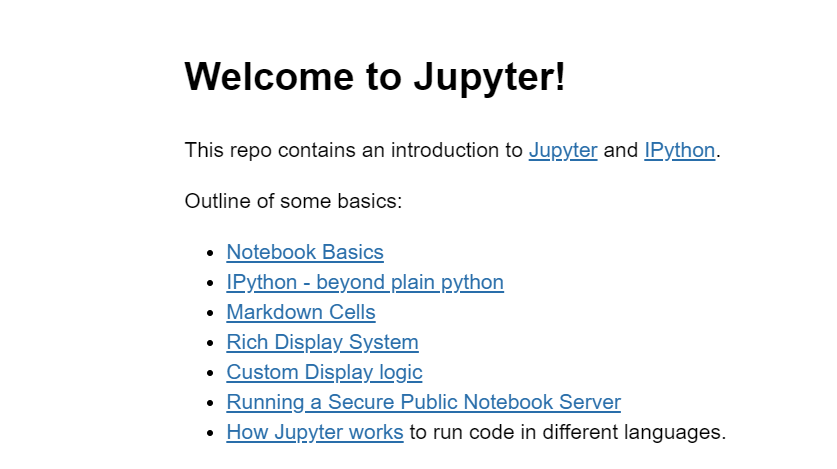 Welcome to Jupyter!
This repo contains an introduction to Jupyter and IPython.
Outline of some basics:
• Notebook Basics
• IPython - beyond plain python
• Markdown Cells
• Rich Display System
• Custom Display logic
• Running a Secure Public Notebook Server
• How Jupyter works to run code in different languages.